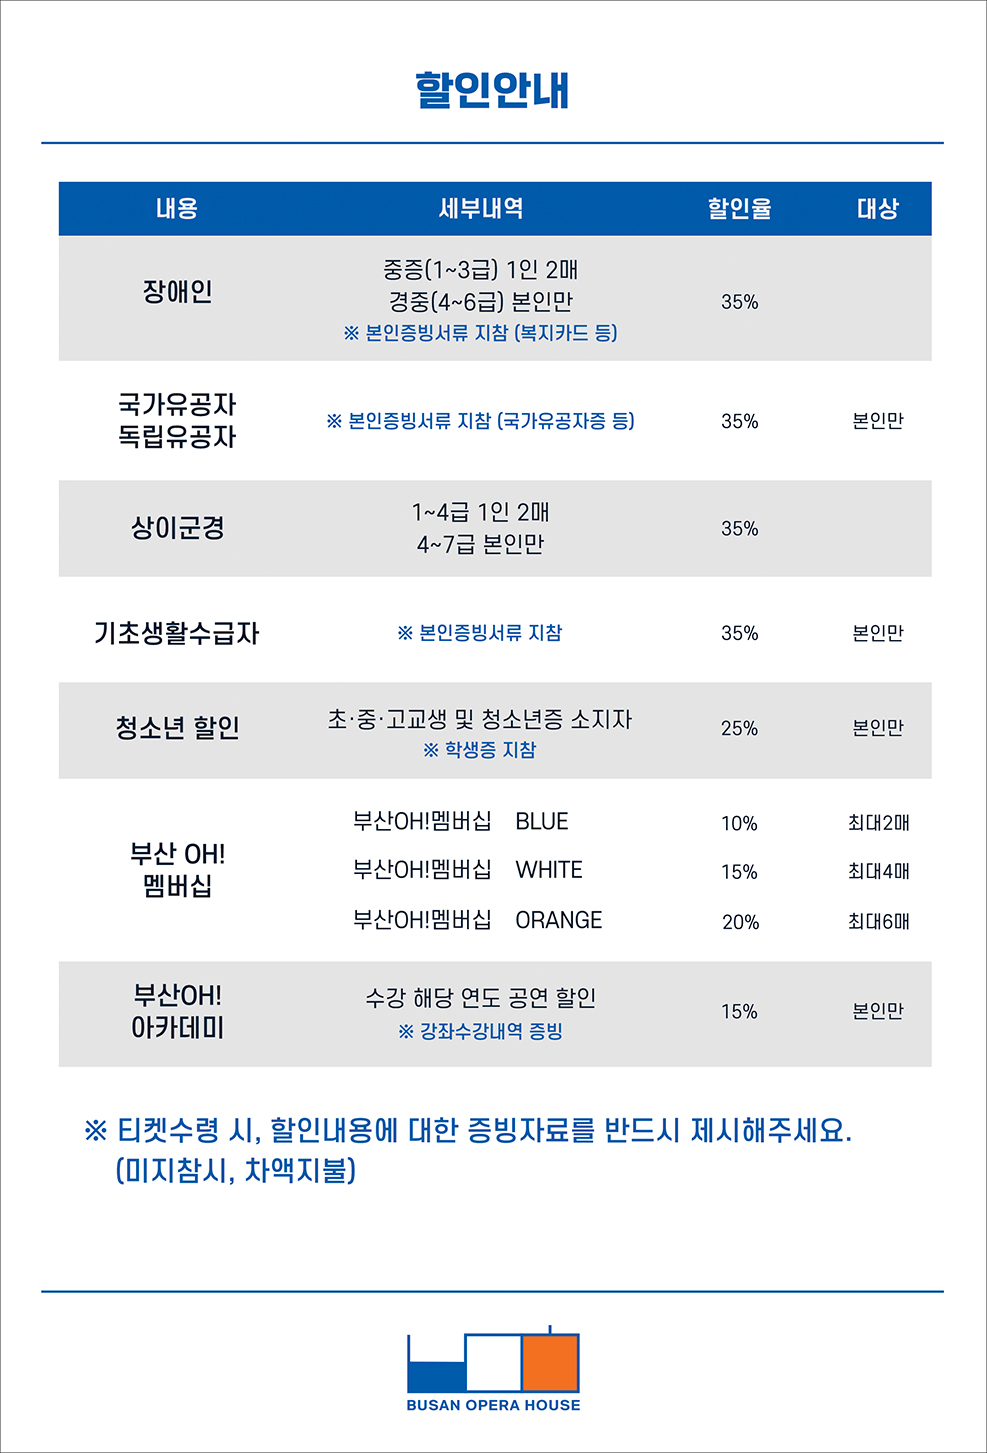 할인안내
내용 세부내역 할인율 대상
장애인
중증(1~3급) 1인 2매
경중(4~6급) 본인만
※ 본인증빙서류 지참 (복지카드 등)
35%
국가유공자
독립유공자
※ 본인증빙서류 지참 (국가유공자증 등)
35%
본인만
상이군경
1~4급 1인 2매
4~7급 본인만
35%
기초생활수급자
※ 본인증빙서류 지참
35%
본인만
청소년 할인
초·중·고교생 및 청소년증 소지자
※ 학생증 지참
25%
본인만
부산 OH!
멤버십
부산OH!멤버십 BLUE 10% 최대2매
부산OH!멤버십 WHITE 15% 최대4매
부산OH!멤버십 ORANGE 20% 최대6매
부산OH!
아카데미
수강 해당 연도 공연 할인
※ 강좌수강내역 증빙
15%
본인만
※ 티켓수령 시, 할인내용에 대한 증빙자료를 반드시 제시해주세요.
(미지참시, 차액지불)
BUSAN OPERA HOUSE